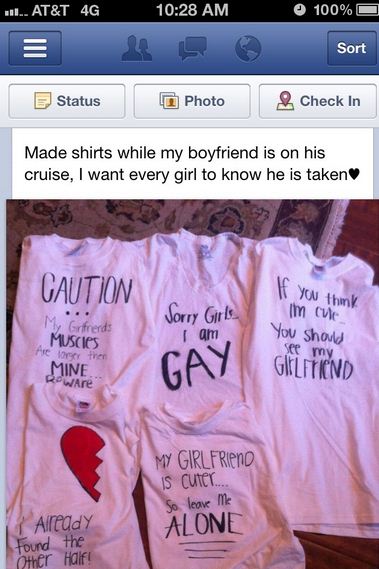 AT&T 4G 10:28 AM 100%
Sort
Status Photo Check In
Made shirts while my boyfriend is on his
cruise, I want every girl to know he is taken♥
CAUTION
...
My Girlfriends
MUSCLES
Are larger then
MINE...
BeWARE
Sorry Girls..
I am
GAY
If you think
I'm cute...
You should
see my
GIRLFRIEND
I Already
Found the
Other Half!
MY GIRLFRIEND
IS CUTER....
So leave Me
ALONE